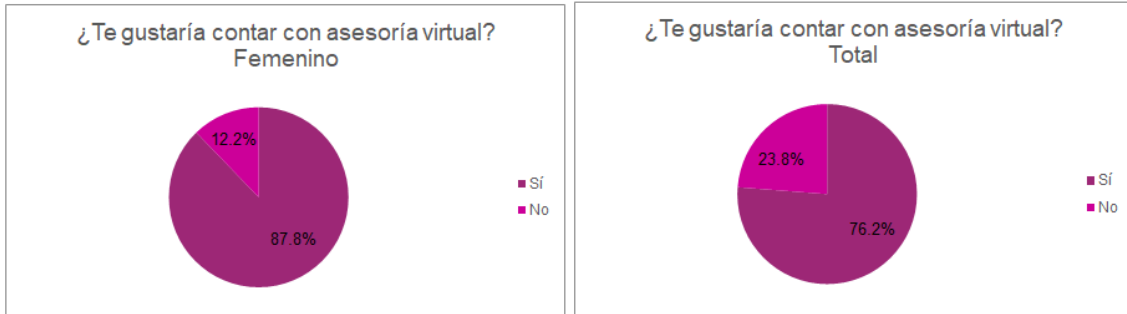 ¿Te gustaría contar con asesoría virtual?
Femenino
12.2%
87.8%
Sí
No
¿Te gustaría contar con asesoría virtual?
Total
23.8%
76.2%
Sí
No